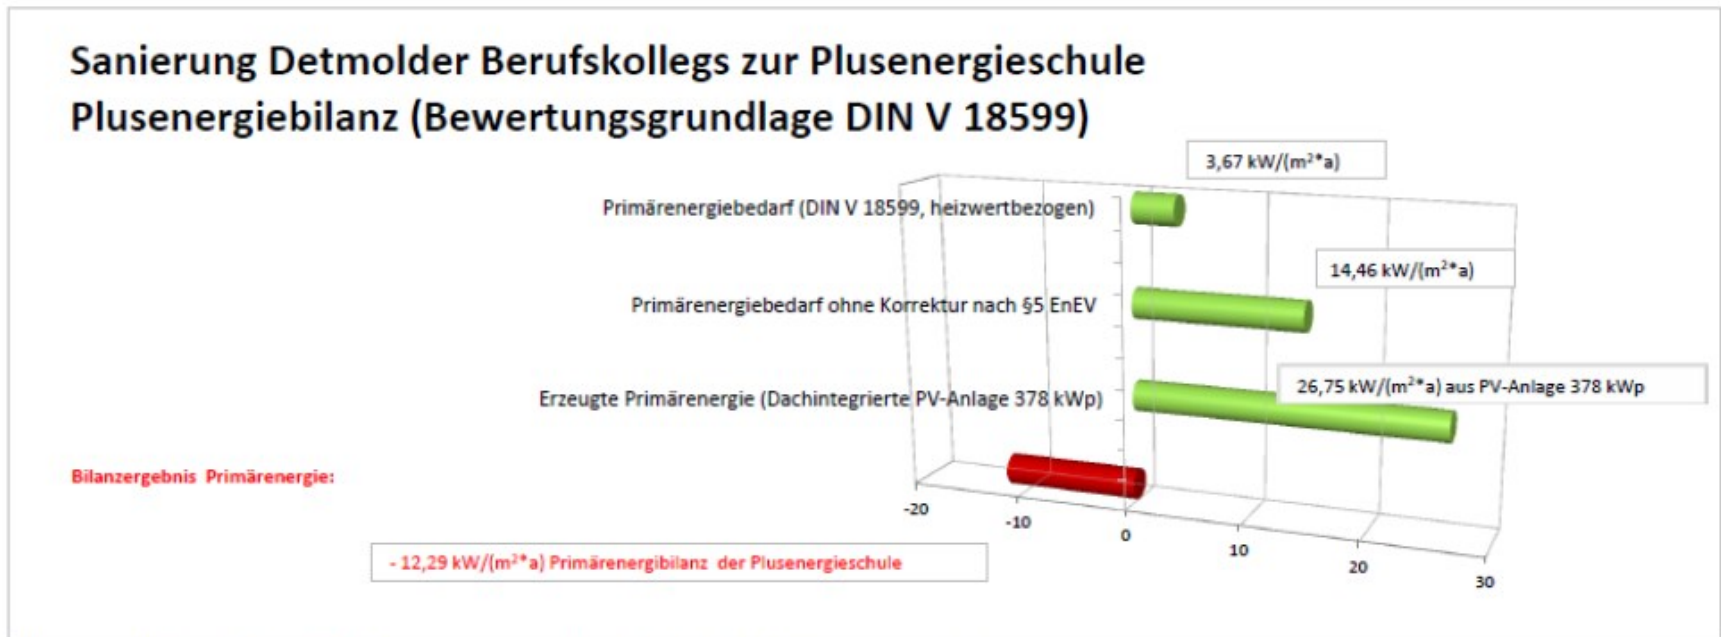 Sanierung Detmolder Berufskollegs zur Plusenergieschule
Plusenergiebilanz (Bewertungsgrundlage DIN V 18599)
3,67 kW/(m²*a)
Primärenergiebedarf (DIN V 18599, heizwertbezogen)
14,46 kW/(m²*a)
Primärenergiebedarf ohne Korrektur nach §5 EnEV
26,75 kW/(m²*a) aus PV-Anlage 378 kWp
Erzeugte Primärenergie (Dachintegrierte PV-Anlage 378 kWp)
Bilanzergebnis Primärenergie:
-20
-10
0
10
20
30
- 12,29 kW/(m²*a) Primärenergibilanz der Plusenergieschule